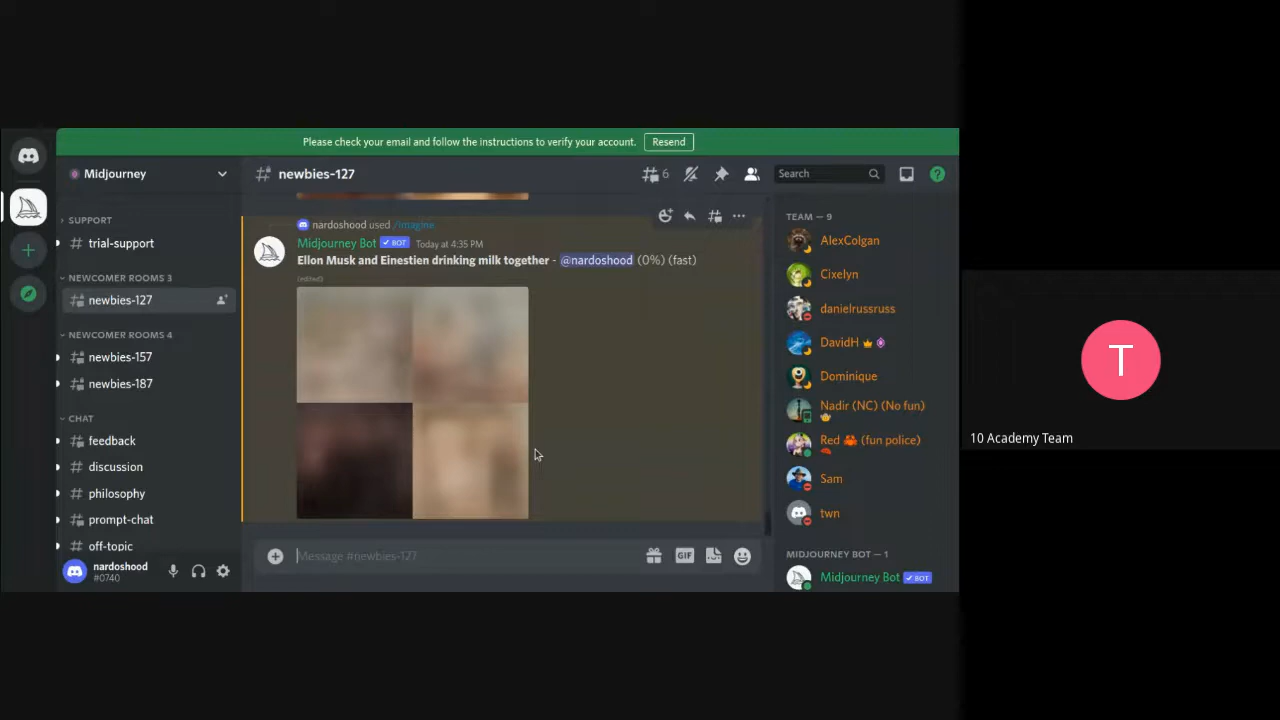 Please check your email and follow the instructions to verify your account.
Resend
Midjourney
newbies-127
6
Search
SUPPORT
trial-support
NEWCOMER ROOMS 3
newbies-127
NEWCOMER ROOMS 4
newbies-157
newbies-187
CHAT
feedback
discussion
philosophy
prompt-chat
off-topic
nardoshood
#0740
nardoshood used /imagine
Midjourney Bot BOT Today at 4:35 PM
Ellon Musk and Einestien drinking milk together - @nardoshood (0%) (fast)
(edited)
Message #newbies-127
GIF
TEAM — 9
AlexColgan
Cixelyn
danielrussruss
DavidH
Dominique
Nadir (NC) (No fun)
Red (fun police)
Sam
twn
MIDJOURNEY BOT — 1
Midjourney Bot BOT
T
10 Academy Team